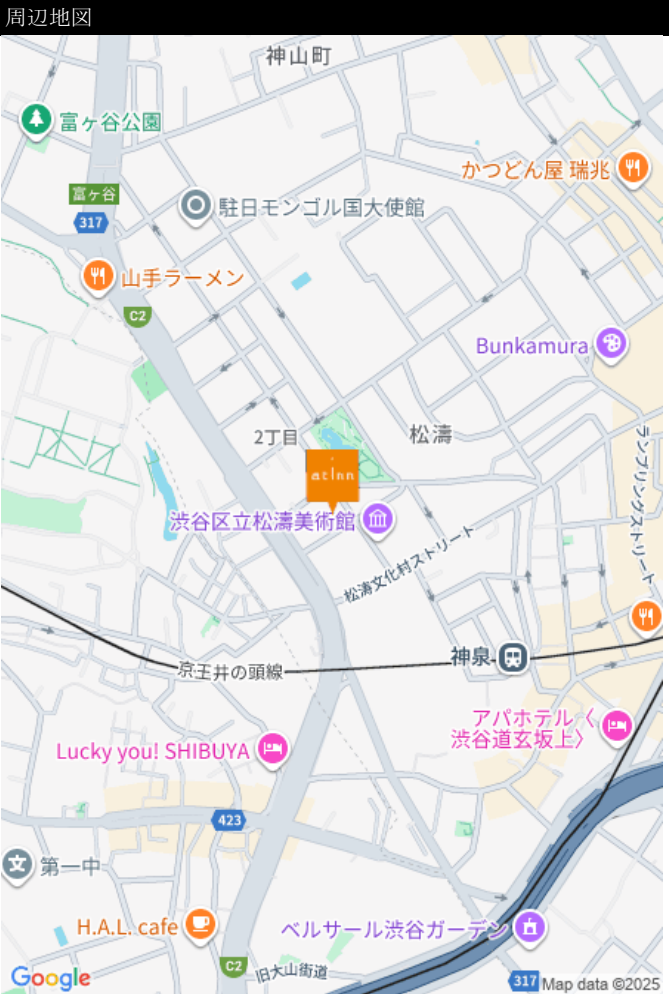 周辺地図
神山町
富ヶ谷公園
かつどん屋 瑞兆
富ヶ谷
317
駐日モンゴル国大使館
山手ラーメン
C2
Bunkamura
2丁目
松濤
ランブリングストリート
atInn
渋谷区立松濤美術館
松涛文化村ストリート
神泉
京王井の頭線
アパホテル〈
渋谷道玄坂上〉
Lucky you! SHIBUYA
423
第一中
H.A.L. cafe
ベルサール渋谷ガーデン
C2
旧大山街道
317
Google
Map data ©2025